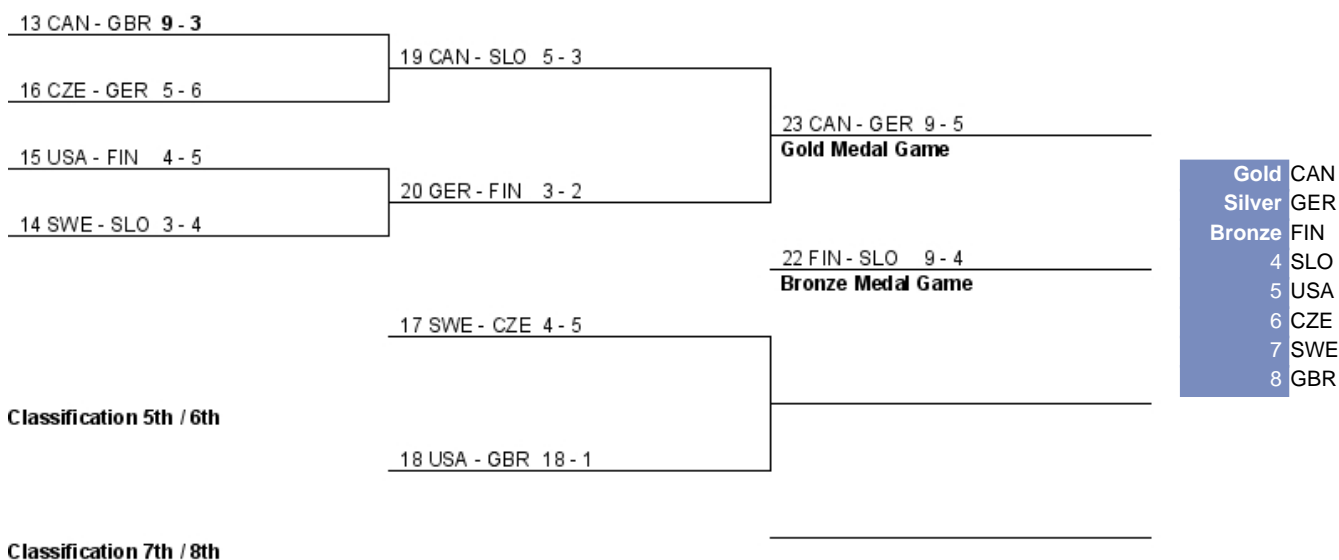 13 CAN - GBR 9 - 3
19 CAN - SLO 5 - 3
16 CZE - GER 5 - 6
23 CAN - GER 9 - 5
Gold Medal Game
15 USA - FIN 4 - 5
20 GER - FIN 3 - 2
14 SWE - SLO 3 - 4
22 FIN - SLO 9 - 4
Bronze Medal Game
17 SWE - CZE 4 - 5
Classification 5th / 6th
18 USA - GBR 18 - 1
Classification 7th / 8th
Gold CAN
Silver GER
Bronze FIN
4 SLO
5 USA
6 CZE
7 SWE
8 GBR